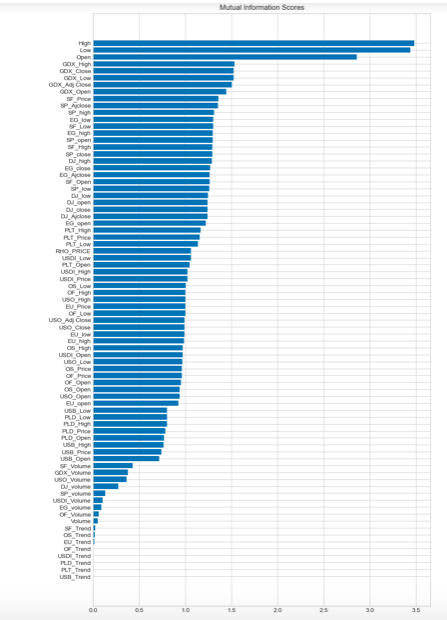 Mutual Information Scores
High
Low
Open
GDX_High
GDX_Close
GDX_Low
GDX_Adj Close
GDX_Open
SF_Price
SP_Ajclose
SP_high
EG_low
SF_Low
EG_high
SP_open
SF_High
SP_close
DJ_high
EG_close
EG_Ajclose
SF_Open
SP_low
DJ_low
DJ_open
DJ_close
DJ_Ajclose
EG_open
PLT_High
PLT_Price
PLT_Low
RHO_PRICE
USDI_Low
PLT_Open
USDI_High
USDI_Price
OS_Low
OF_High
USO_High
EU_Price
OF_Low
USO_Adj Close
USO_Close
EU_low
EU_high
OS_High
USDI_Open
USO_Low
OS_Price
OF_Price
OF_Open
OS_Open
USO_Open
EU_open
USB_Low
PLD_Low
PLD_High
PLD_Price
PLD_Open
USB_High
USB_Price
USB_Open
SF_Volume
GDX_Volume
USO_Volume
DJ_volume
SP_volume
USDI_Volume
EG_volume
OF_Volume
Volume
SF_Trend
OS_Trend
EU_Trend
OF_Trend
USDI_Trend
PLD_Trend
PLT_Trend
USB_Trend
0.0 0.5 1.0 1.5 2.0 2.5 3.0 3.5